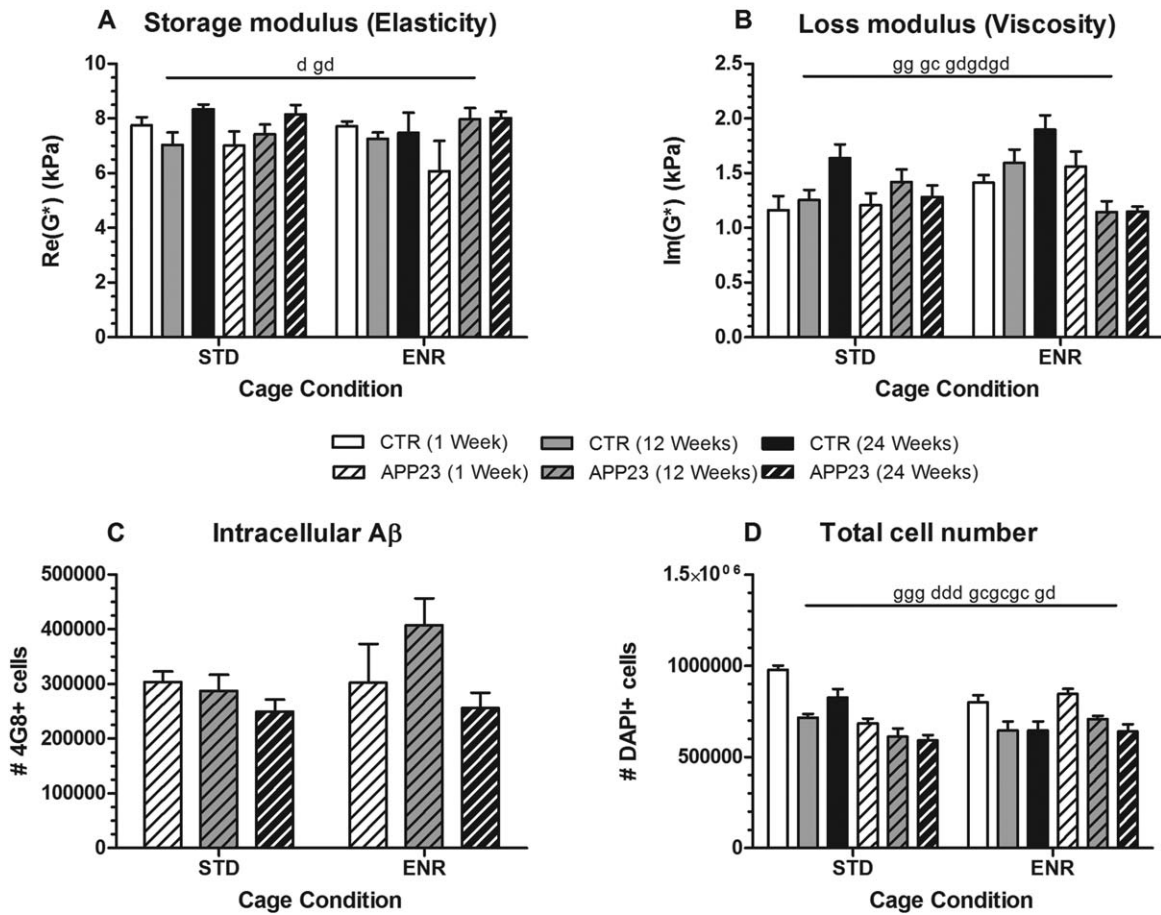 A Storage modulus (Elasticity)
d gd
Re(G*) (kPa)
10
8
6
4
2
0
STD ENR
Cage Condition
B Loss modulus (Viscosity)
gg gc gdgdgd
Im(G*) (kPa)
2.5
2.0
1.5
1.0
0.5
0.0
STD ENR
Cage Condition
CTR (1 Week) CTR (12 Weeks) CTR (24 Weeks)
APP23 (1 Week) APP23 (12 Weeks) APP23 (24 Weeks)
C Intracellular Aβ
# 4G8+ cells
500000
400000
300000
200000
100000
0
STD ENR
Cage Condition
D Total cell number
ggg ddd gcgcgc gd
# DAPI+ cells
1.5×10⁰⁶
1000000
500000
0
STD ENR
Cage Condition